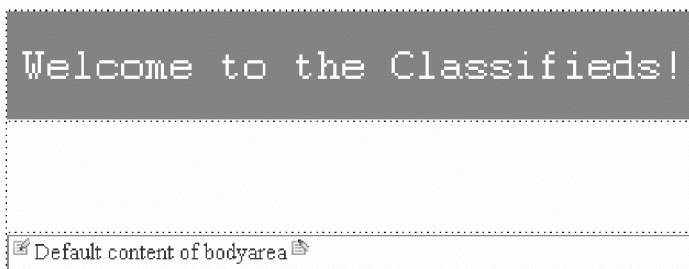 Welcome to the Classifieds!
Default content of bodyarea